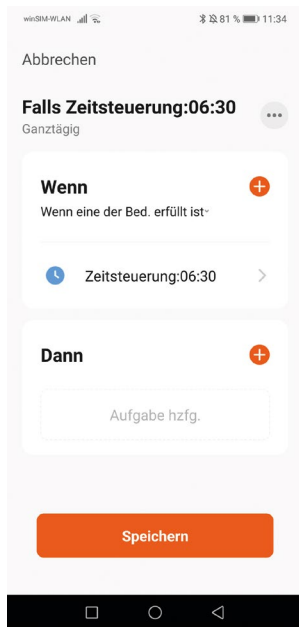 winSIM-WLAN 81 % 11:34
Abbrechen
Falls Zeitsteuerung:06:30
Ganztägig
Wenn
Wenn eine der Bed. erfüllt ist
Zeitsteuerung:06:30
Dann
Aufgabe hzfg.
Speichern